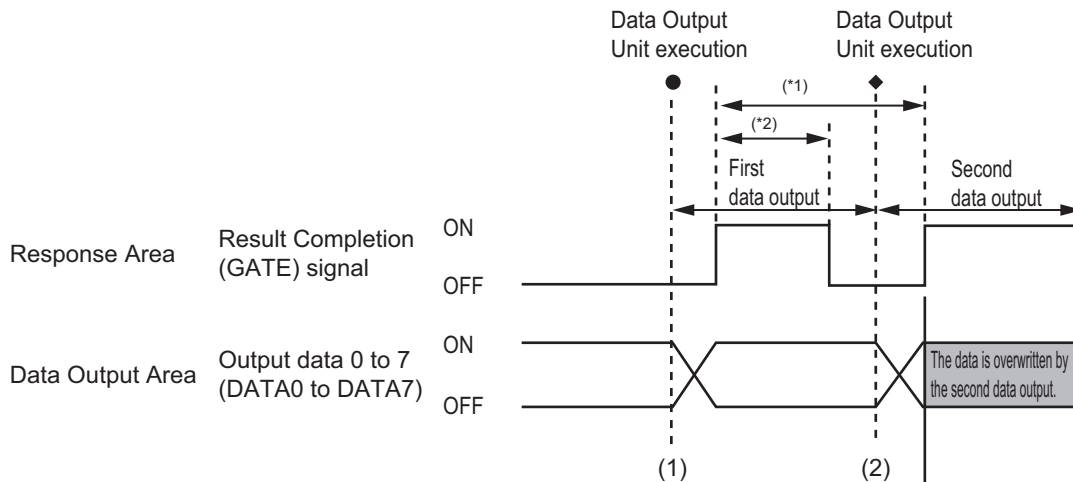 Data Output
Unit execution
Data Output
Unit execution
(*1)
(*2)
First
data output
Second
data output
Response Area
Result Completion
(GATE) signal
ON
OFF
Data Output Area
Output data 0 to 7
(DATA0 to DATA7)
ON
OFF
The data is overwritten by
the second data output.
(1)
(2)